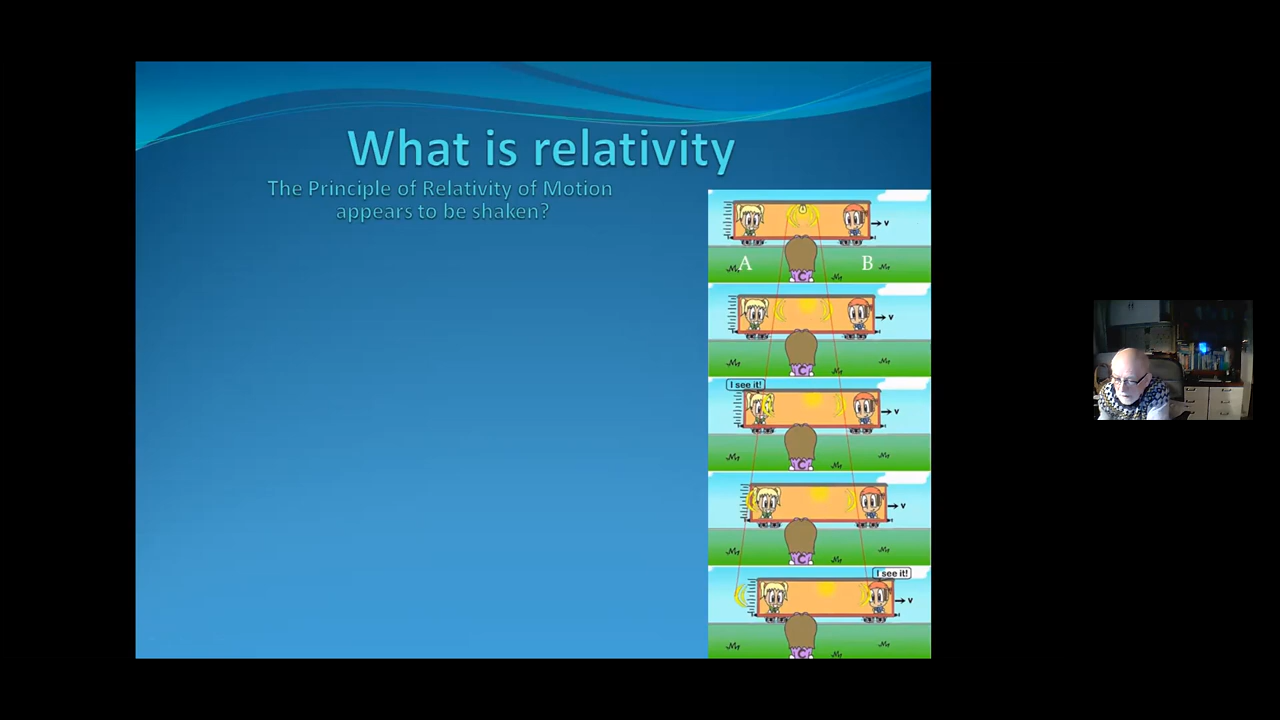 What is relativity
The Principle of Relativity of Motion
appears to be shaken?
v
A
B
C
v
C
I see it!
v
C
v
C
I see it!
v
C